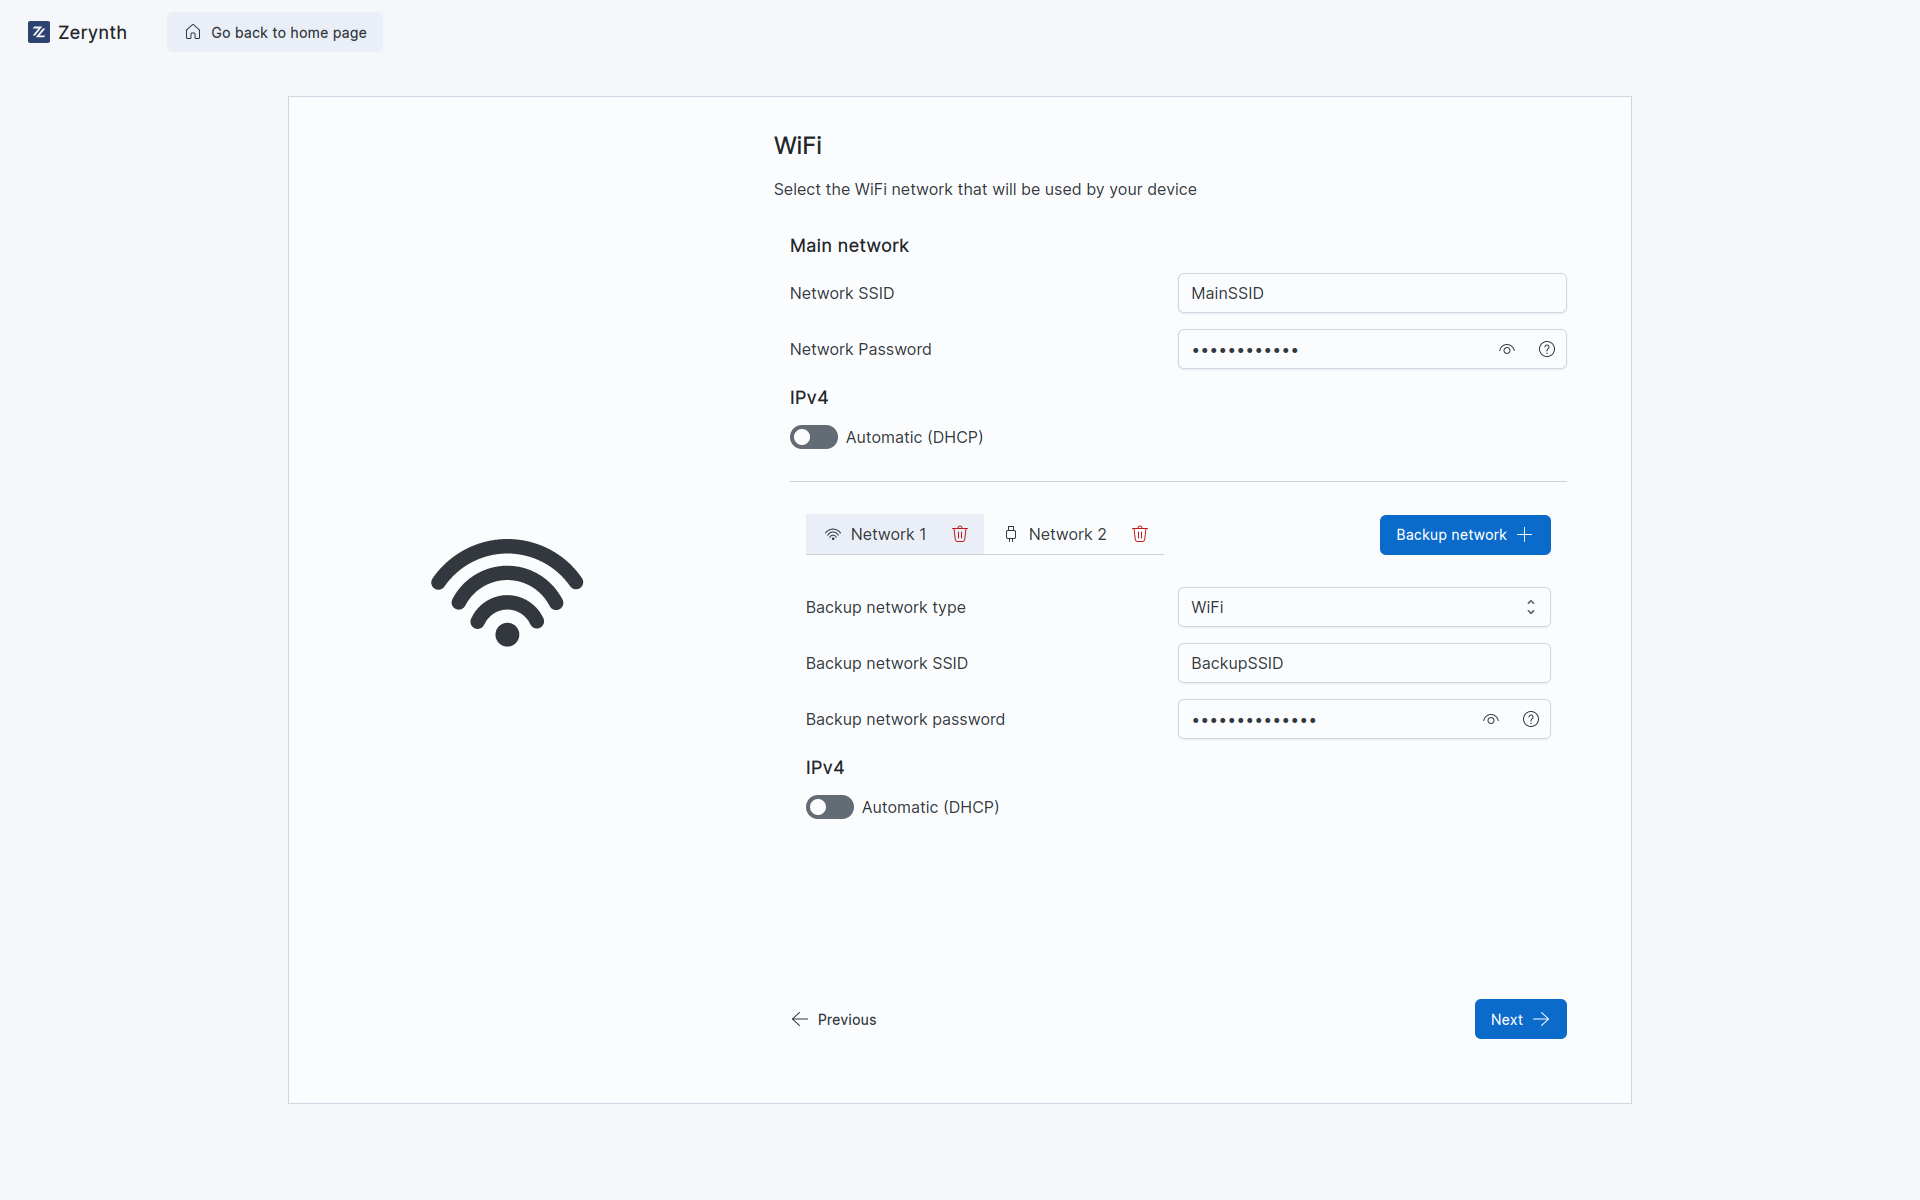 Zerynth
Go back to home page
WiFi
Select the WiFi network that will be used by your device
Main network
Network SSID
MainSSID
Network Password
••••••••••••
IPv4
Automatic (DHCP)
Network 1
Network 2
Backup network
Backup network type
WiFi
Backup network SSID
BackupSSID
Backup network password
••••••••••••••
IPv4
Automatic (DHCP)
Previous
Next